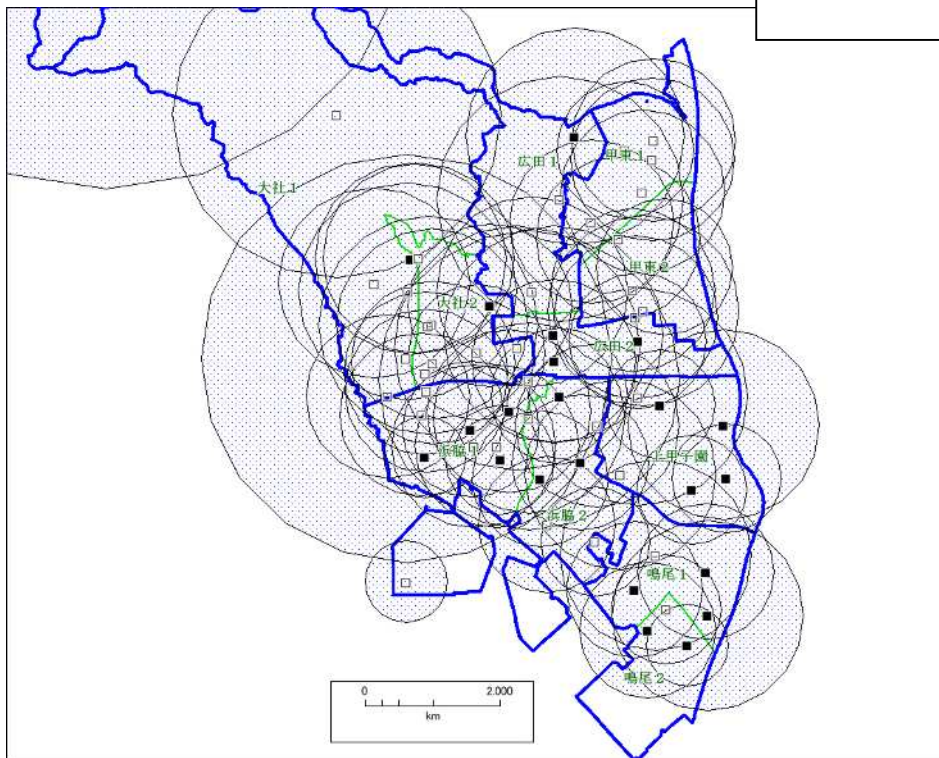 広田 1
甲東 1
大社 1
甲東 2
大社 2
広田 2
浜脇 1
上甲子園
浜脇 2
鳴尾 1
鳴尾 2
0
2.000
km